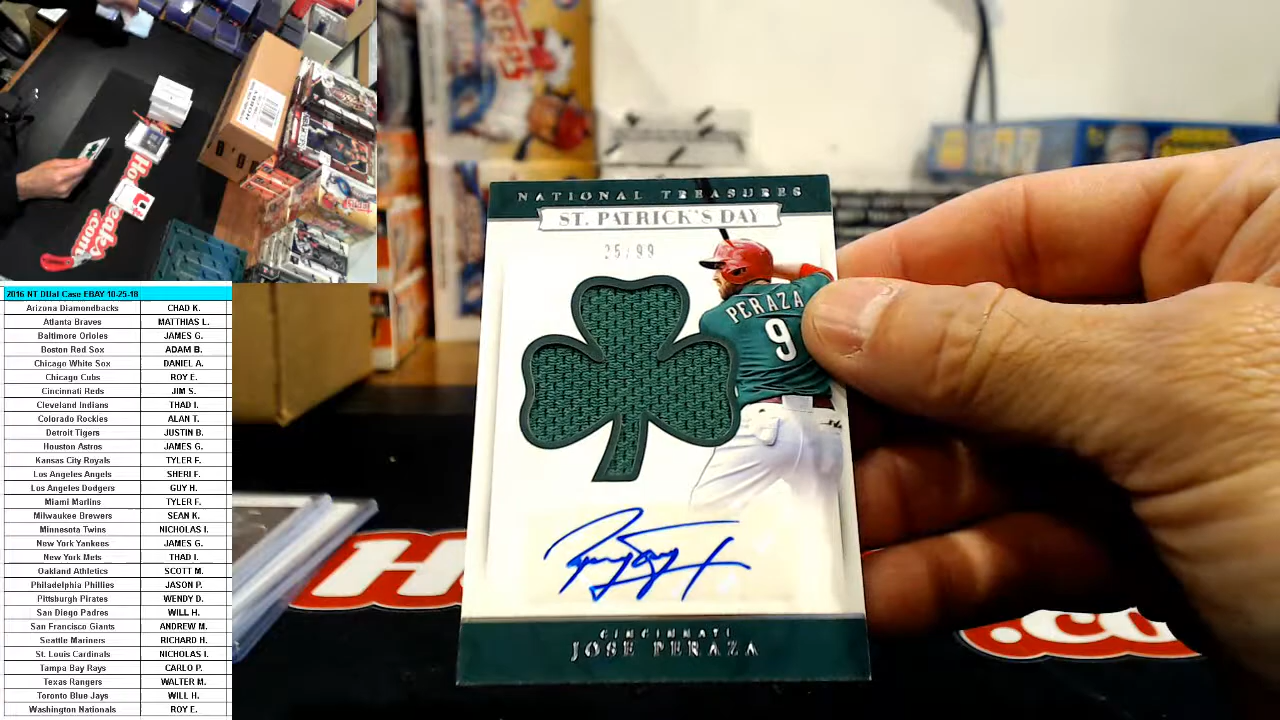 2016 NT Dual Case EBAY 10-25-18
Arizona Diamondbacks CHAD K.
Atlanta Braves MATTHIAS L.
Baltimore Orioles JAMES G.
Boston Red Sox ADAM B.
Chicago White Sox DANIEL A.
Chicago Cubs ROY E.
Cincinnati Reds JIM S.
Cleveland Indians THAD I.
Colorado Rockies ALAN T.
Detroit Tigers JUSTIN B.
Houston Astros JAMES G.
Kansas City Royals TYLER F.
Los Angeles Angels SHERI F.
Los Angeles Dodgers GUY H.
Miami Marlins TYLER F.
Milwaukee Brewers SEAN K.
Minnesota Twins NICHOLAS I.
New York Yankees JAMES G.
New York Mets THAD I.
Oakland Athletics SCOTT M.
Philadelphia Phillies JASON P.
Pittsburgh Pirates WENDY D.
San Diego Padres WILL H.
San Francisco Giants ANDREW M.
Seattle Mariners RICHARD H.
St. Louis Cardinals NICHOLAS I.
Tampa Bay Rays CARLO P.
Texas Rangers WALTER M.
Toronto Blue Jays WILL H.
Washington Nationals ROY E.
NATIONAL TREASURES
ST. PATRICK'S DAY
25/99
PERAZA
9
CINCINNATI
JOSE PERAZA
Topps